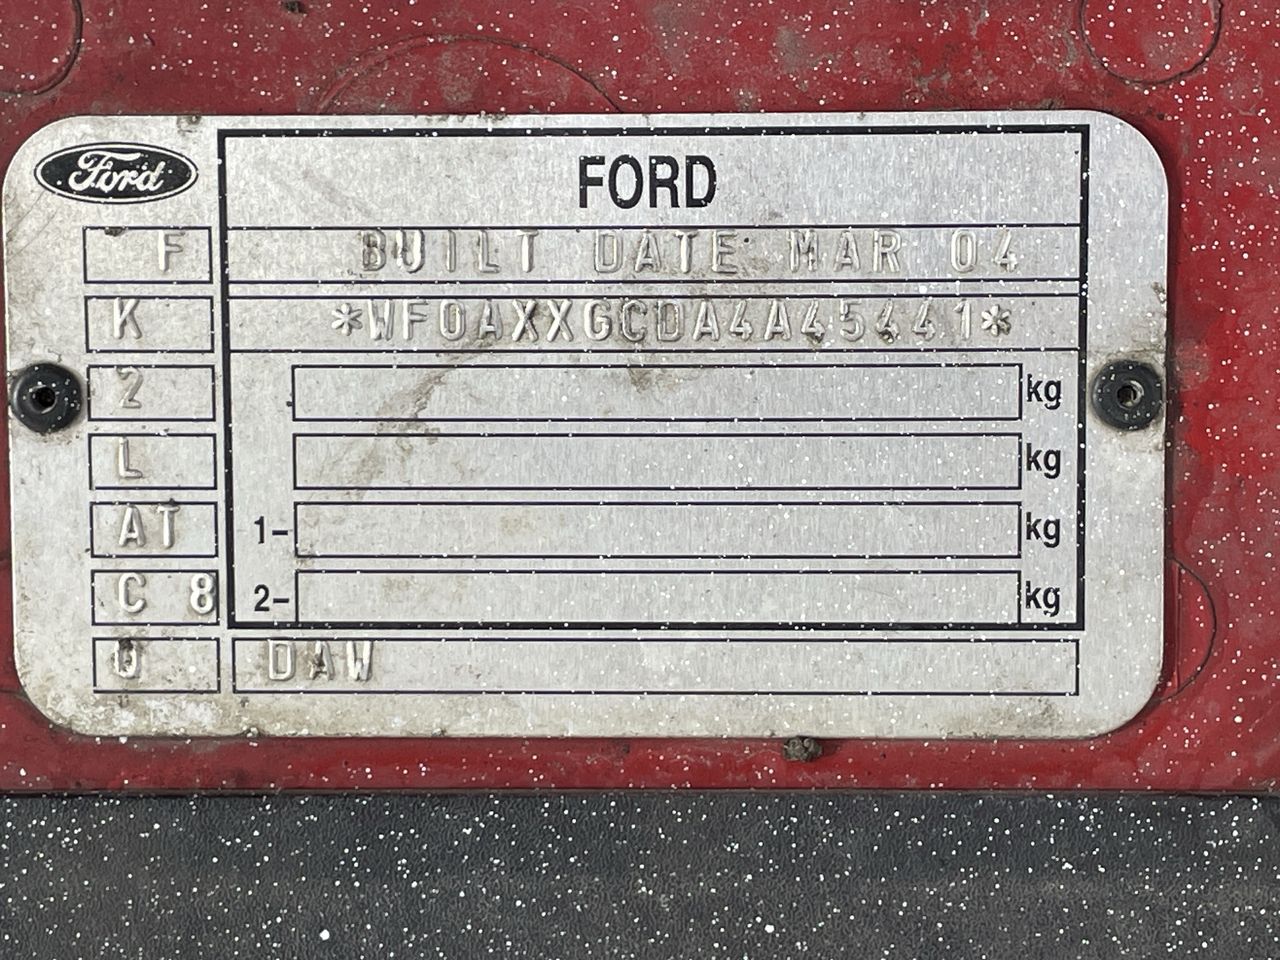 Ford
FORD
F BUILT DATE MAR 04
K *WF0AXXGCDA4A45441*
2 kg
L kg
AT 1- kg
C 8 2- kg
0 DAW